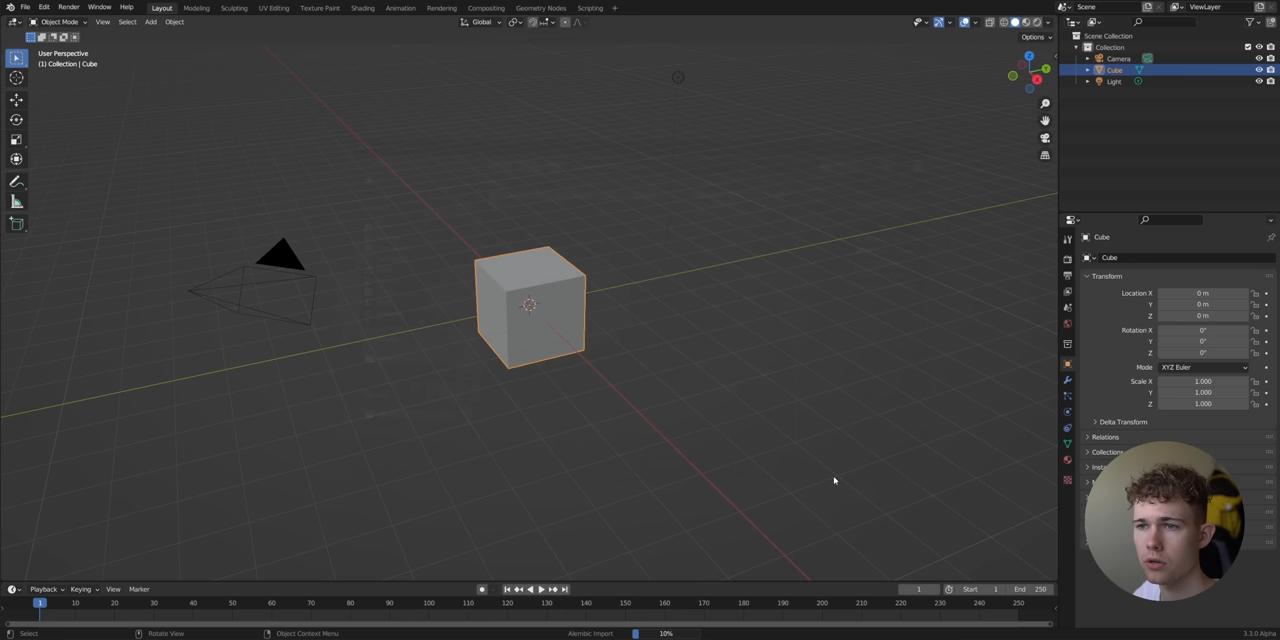 File Edit Render Window Help Layout Modeling Sculpting UV Editing Texture Paint Shading Animation Rendering Compositing Geometry Nodes Scripting + Scene ViewLayer
Object Mode View Select Add Object Global
Options
User Perspective
(1) Collection | Cube
Z
Y
X
Scene Collection
Collection
Camera
Cube
Light
Cube
Cube
Transform
Location X 0 m
Y 0 m
Z 0 m
Rotation X 0°
Y 0°
Z 0°
Mode XYZ Euler
Scale X 1.000
Y 1.000
Z 1.000
Delta Transform
Relations
Collections
Playback Keying View Marker 1 Start 1 End 250
1 10 20 30 40 50 60 70 80 90 100 110 120 130 140 150 160 170 180 190 200 210 220 230 240 250
Select Rotate View Object Context Menu Alembic Import 10% 3.3.0 Alpha